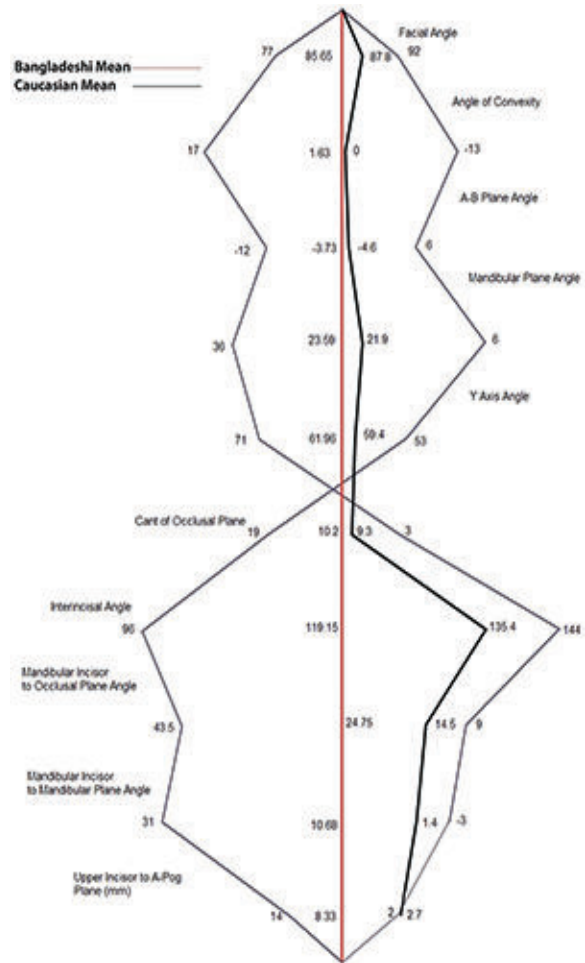 Facial Angle
77 85.65 87.8 92
Bangladeshi Mean
Caucasian Mean
Angle of Convexity
17 1.63 0 -13
A-B Plane Angle
-12 -3.73 -4.6 6
Mandibular Plane Angle
23.59 21.9 6
Y Axis Angle
71 61.96 59.4 53
Cant of Occlusal Plane
19 10.2 9.3 3
Interincisal Angle
119.15 135.4 144
Mandibular Incisor
to Occlusal Plane Angle
43.5 24.75 14.5 9
Mandibular Incisor
to Mandibular Plane Angle
31 10.68 1.4 -3
Upper Incisor to A-Pog
Plane (mm)
14 8.33 2 2.7